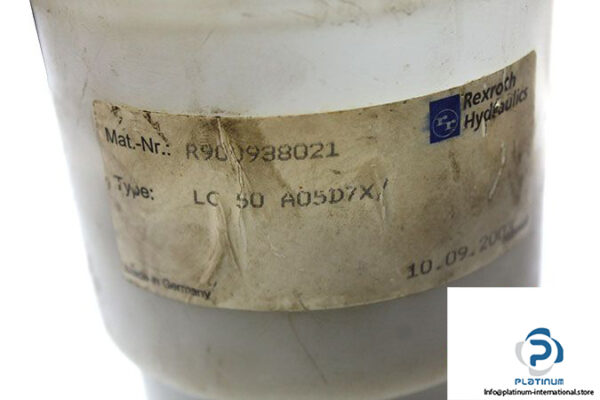 rr
Rexroth
Hydraulics
Mat.-Nr.: R900938021
Type: LC 50 A05D7X/
10.09.
Made in Germany
PLATINUM
Info@platinum-international.store